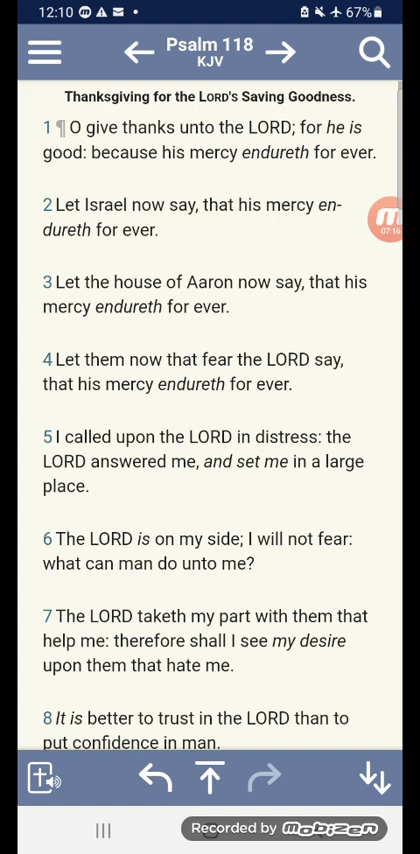 12:10 67%
Psalm 118
KJV
Thanksgiving for the LORD'S Saving Goodness.
1 ¶ O give thanks unto the LORD; for he is
good: because his mercy endureth for ever.
2 Let Israel now say, that his mercy en-
dureth for ever.
07:16
3 Let the house of Aaron now say, that his
mercy endureth for ever.
4 Let them now that fear the LORD say,
that his mercy endureth for ever.
5 I called upon the LORD in distress: the
LORD answered me, and set me in a large
place.
6 The LORD is on my side; I will not fear:
what can man do unto me?
7 The LORD taketh my part with them that
help me: therefore shall I see my desire
upon them that hate me.
8 It is better to trust in the LORD than to
put confidence in man.
Recorded by mobizen